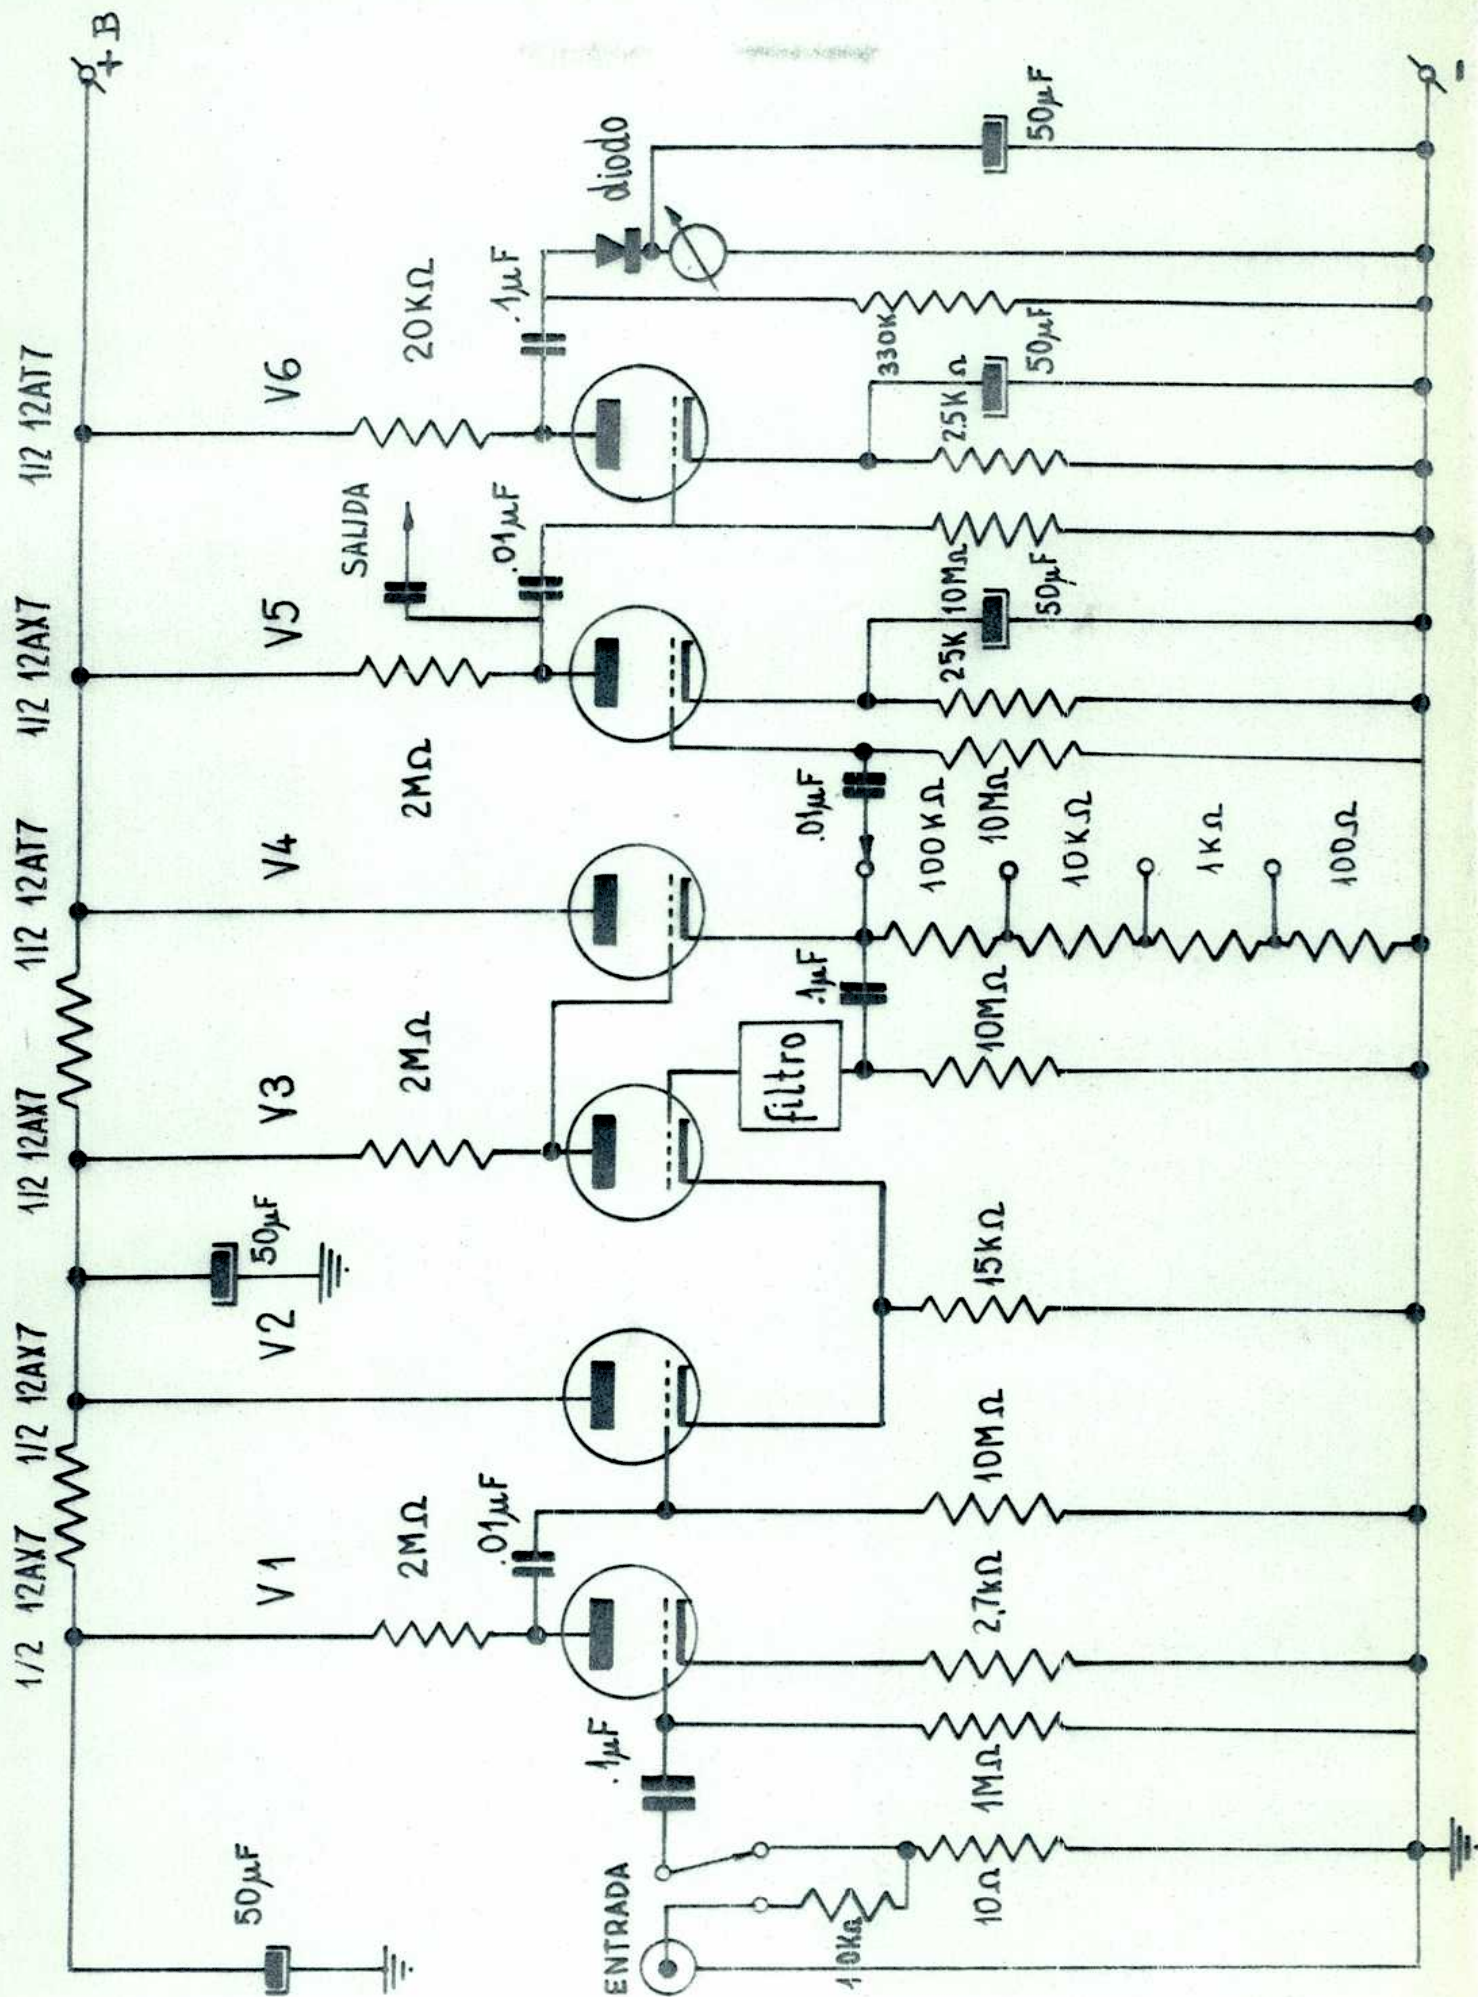 1/2 12AX7
1/2 12AX7
1/2 12AX7
1/2 12AT7
1/2 12AX7
1/2 12AT7
+B
50µF
V1
V2
50µF
V3
V4
V5
V6
2MΩ
2MΩ
2MΩ
SALIDA
20KΩ
.01µF
.01µF
.1µF
diodo
ENTRADA
.1µF
filtro
.1µF
.01µF
10KΩ
10Ω
1MΩ
2,7kΩ
10MΩ
15kΩ
10MΩ
100KΩ
10MΩ
10KΩ
1KΩ
100Ω
25K
10MΩ
50µF
330K
25K Ω
50µF
50µF
-